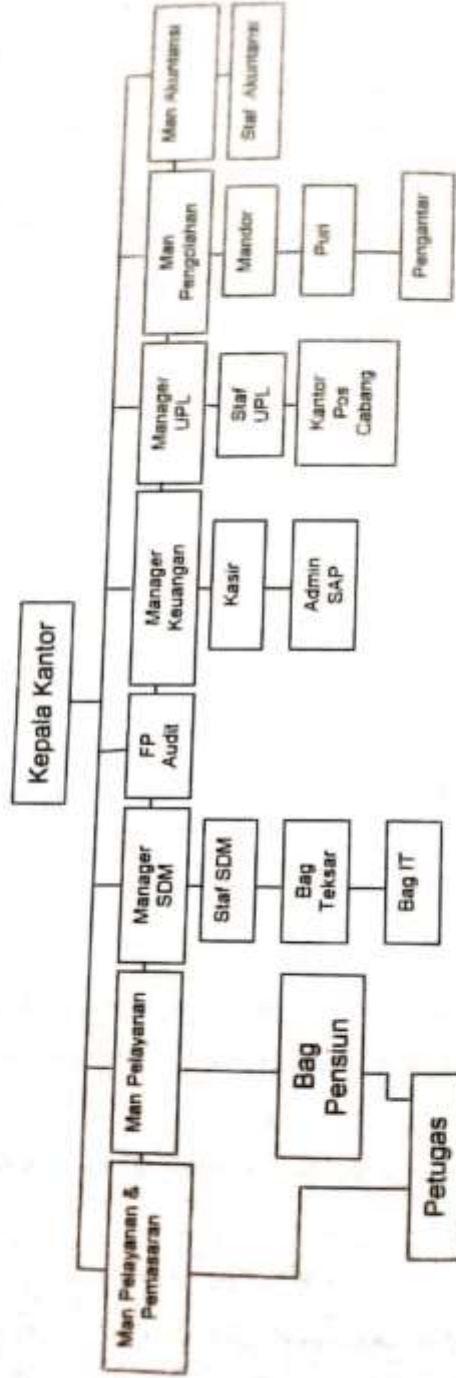 Kepala Kantor
Man Pelayanan &
Pemasaran
Man Pelayanan
Manager
SDM
FP
Audit
Manager
Keuangan
Manager
UPL
Man
Pengolahan
Man Akuntansi
Staf SDM
Kasir
Staf
UPL
Mandor
Staf Akuntansi
Bag
Pensiun
Bag
Teksar
Admin
SAP
Kantor
Pos
Cabang
Puri
Petugas
Bag IT
Pengantar